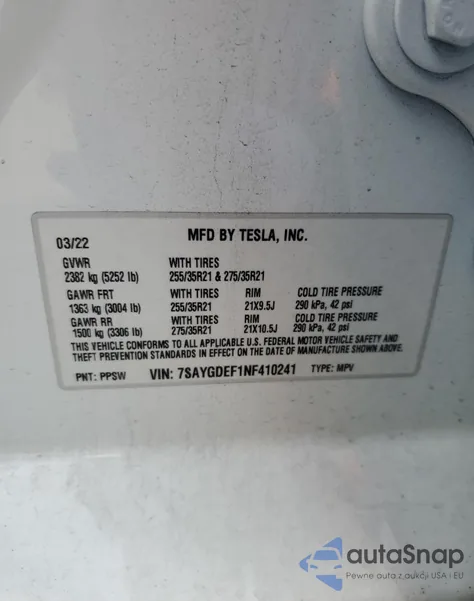 03/22 MFD BY TESLA, INC.
GVWR WITH TIRES
2382 kg (5252 lb) 255/35R21 & 275/35R21
GAWR FRT WITH TIRES RIM COLD TIRE PRESSURE
1363 kg (3004 lb) 255/35R21 21X9.5J 290 kPa, 42 psi
GAWR RR WITH TIRES RIM COLD TIRE PRESSURE
1500 kg (3306 lb) 275/35R21 21X10.5J 290 kPa, 42 psi
THIS VEHICLE CONFORMS TO ALL APPLICABLE U.S. FEDERAL MOTOR VEHICLE SAFETY AND
THEFT PREVENTION STANDARDS IN EFFECT ON THE DATE OF MANUFACTURE SHOWN ABOVE.
PNT: PPSW VIN: 7SAYGDEF1NF410241 TYPE: MPV
autoSnap
Pewne auta z aukcji USA i EU